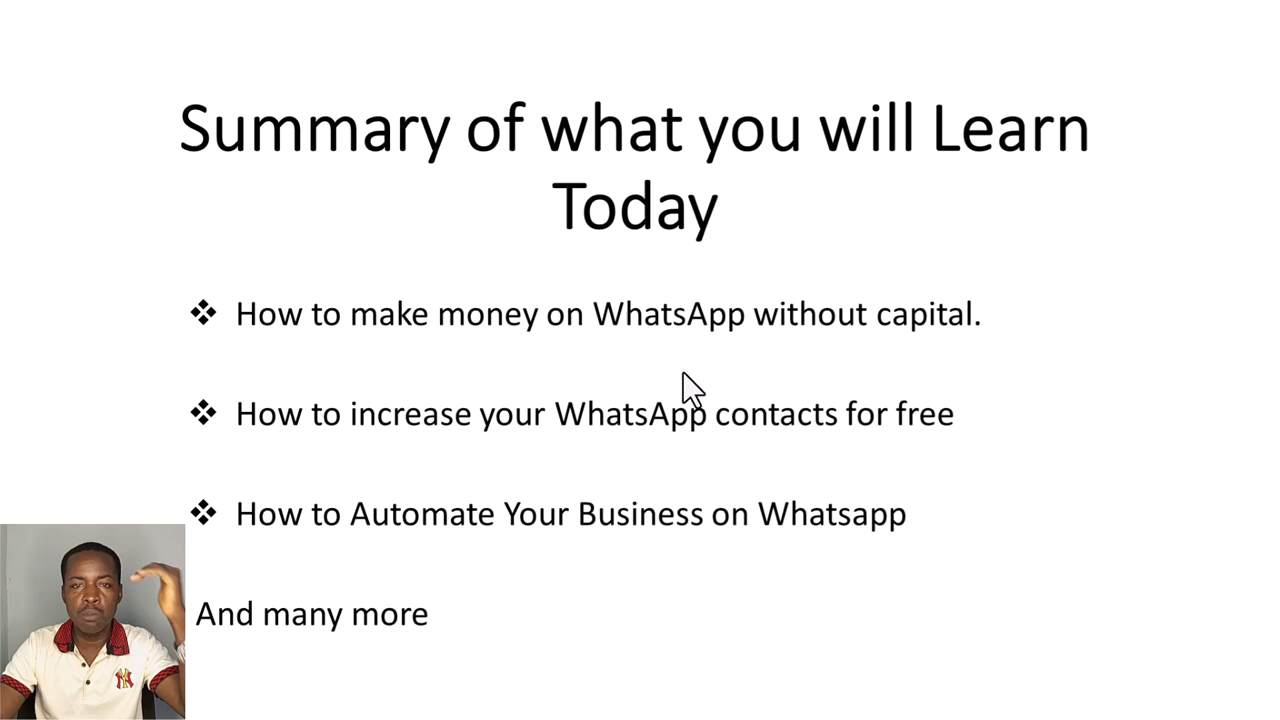 Summary of what you will Learn
Today
❖ How to make money on WhatsApp without capital.
❖ How to increase your WhatsApp contacts for free
❖ How to Automate Your Business on Whatsapp
And many more